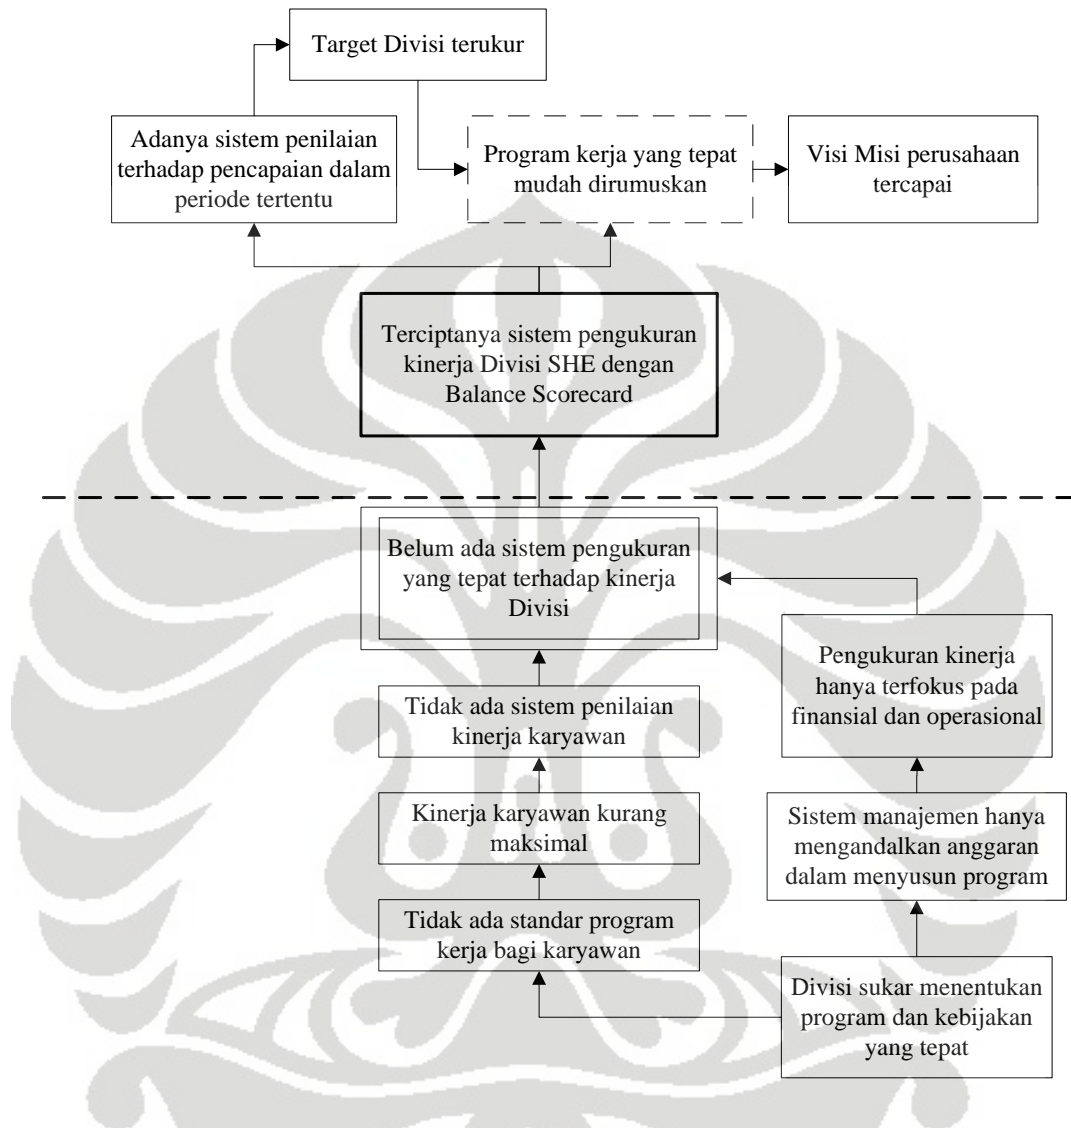 Target Divisi terukur
Adanya sistem penilaian
terhadap pencapaian dalam
periode tertentu
Program kerja yang tepat
mudah dirumuskan
Visi Misi perusahaan
tercapai
Terciptanya sistem pengukuran
kinerja Divisi SHE dengan
Balance Scorecard
Belum ada sistem pengukuran
yang tepat terhadap kinerja
Divisi
Pengukuran kinerja
hanya terfokus pada
finansial dan operasional
Tidak ada sistem penilaian
kinerja karyawan
Kinerja karyawan kurang
maksimal
Sistem manajemen hanya
mengandalkan anggaran
dalam menyusun program
Tidak ada standar program
kerja bagi karyawan
Divisi sukar menentukan
program dan kebijakan
yang tepat